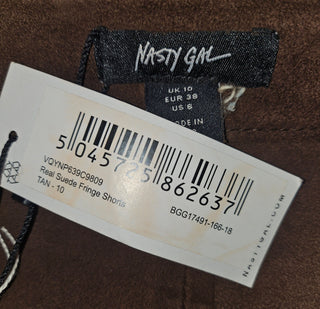 NASTY GAL
UK 10
EUR 38
US 6
5 045725 862637
VQYNP639C9809
Real Suede Fringe Shorts
TAN - 10
BGG17491-166-18
NASTYGAL.COM